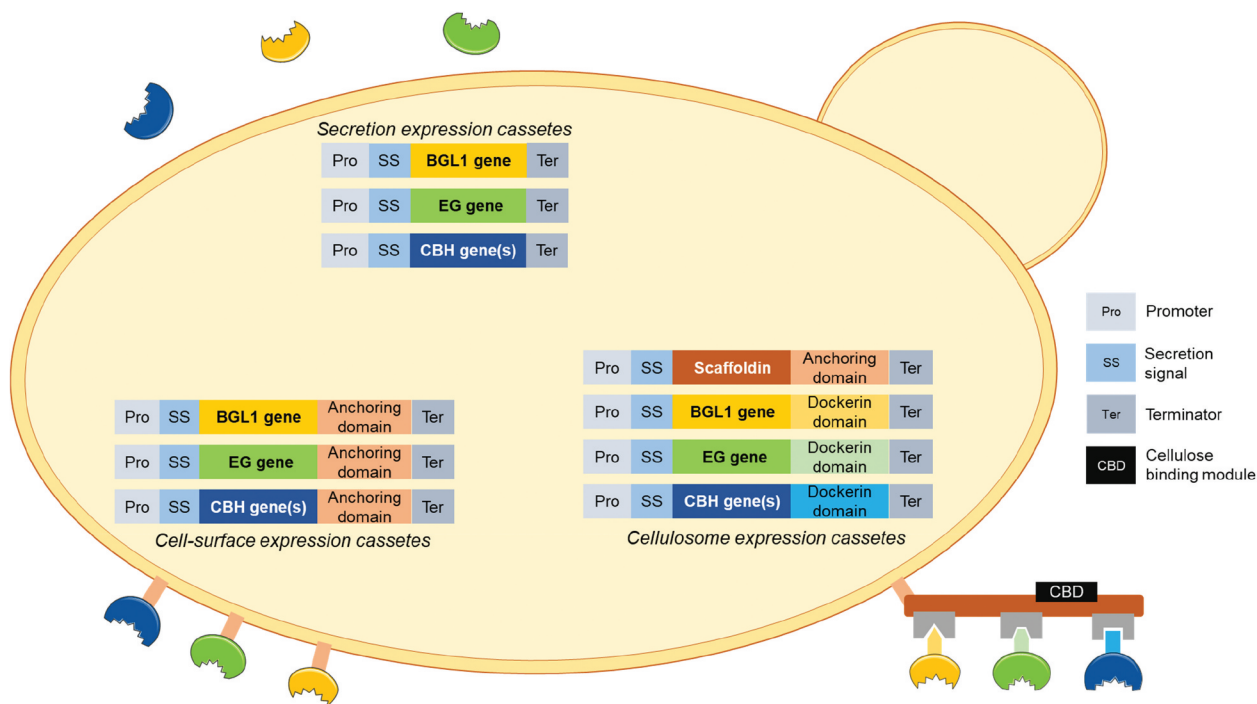 Secretion expression cassetes
Pro SS BGL1 gene Ter
Pro SS EG gene Ter
Pro SS CBH gene(s) Ter
Pro SS BGL1 gene Anchoring domain Ter
Pro SS EG gene Anchoring domain Ter
Pro SS CBH gene(s) Anchoring domain Ter
Cell-surface expression cassetes
Pro SS Scaffoldin Anchoring domain Ter
Pro SS BGL1 gene Dockerin domain Ter
Pro SS EG gene Dockerin domain Ter
Pro SS CBH gene(s) Dockerin domain Ter
Cellulosome expression cassetes
CBD
Pro Promoter
SS Secretion
signal
Ter Terminator
CBD Cellulose
binding module